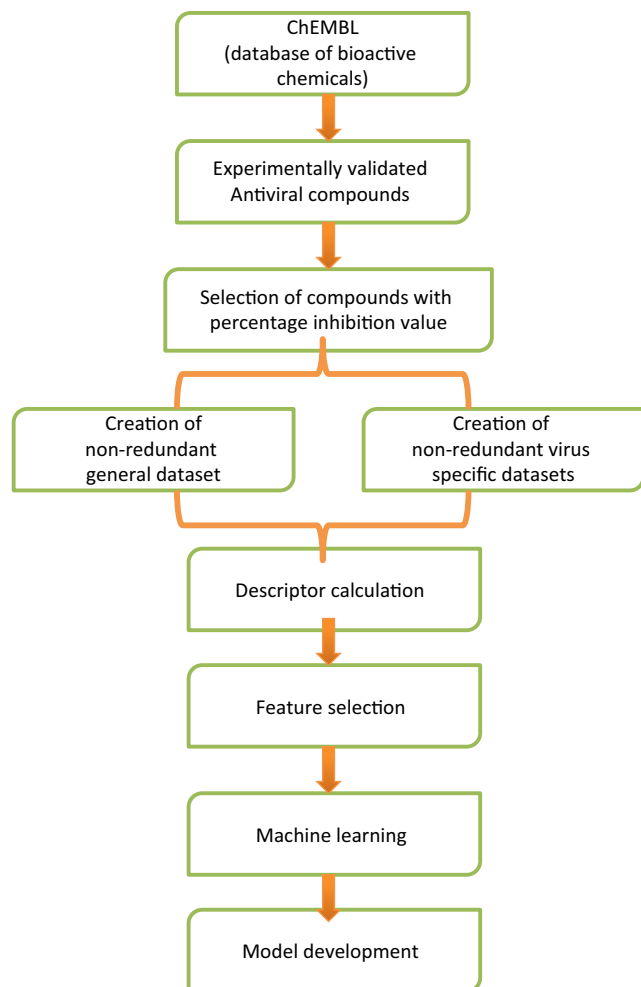 ChEMBL
(database of bioactive
chemicals)
Experimentally validated
Antiviral compounds
Selection of compounds with
percentage inhibition value
Creation of
non-redundant
general dataset
Creation of
non-redundant virus
specific datasets
Descriptor calculation
Feature selection
Machine learning
Model development